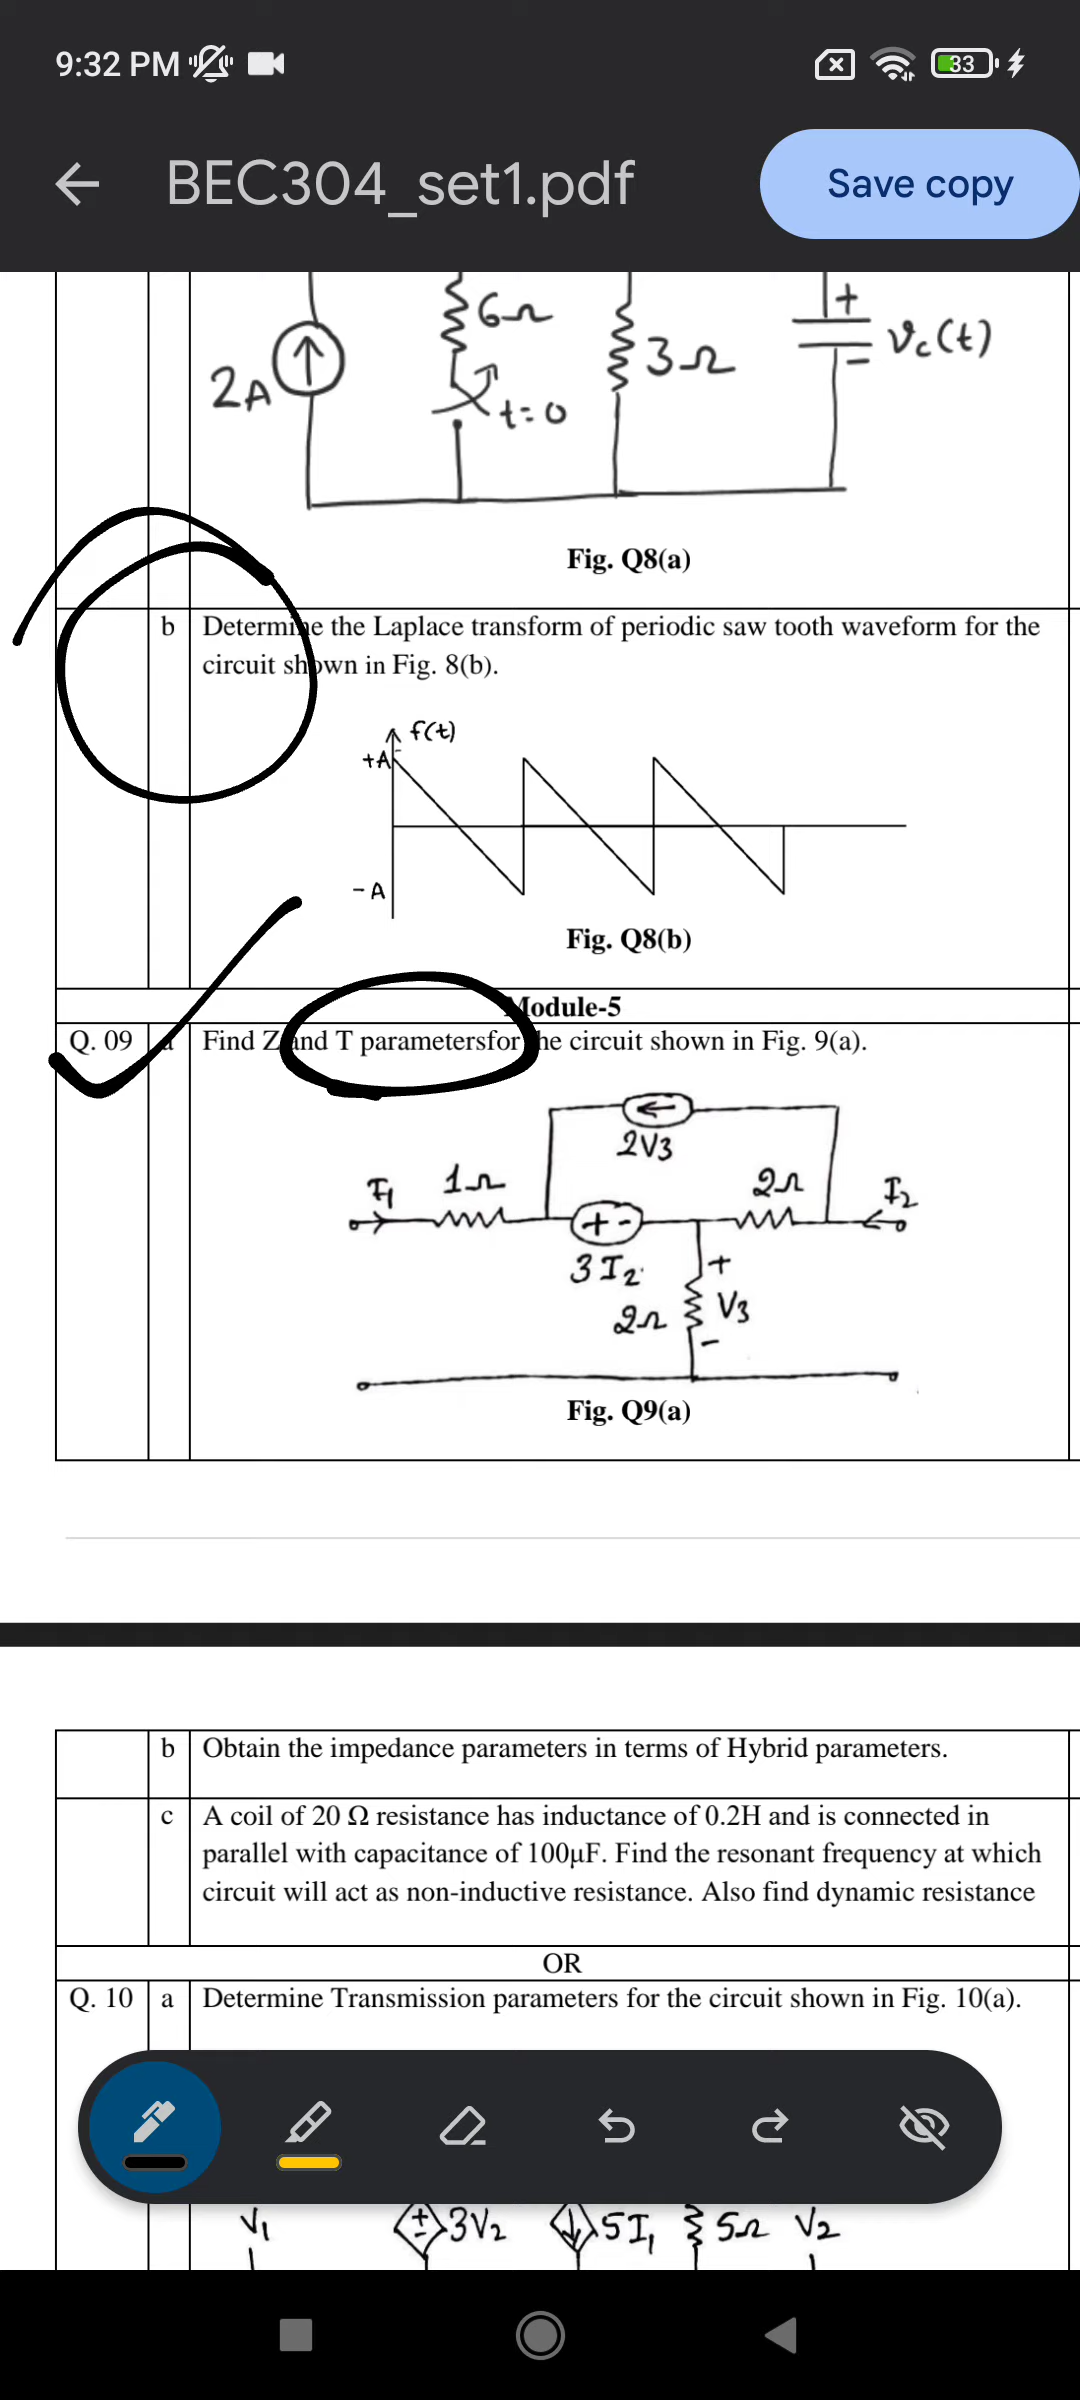 9:32 PM
33
BEC304_set1.pdf
Save copy
6Ω
3Ω
+
-
Vc(t)
2A
t=0
Fig. Q8(a)
b Determine the Laplace transform of periodic saw tooth waveform for the
circuit shown in Fig. 8(b).
f(t)
+A
-A
Fig. Q8(b)
Module-5
Q. 09 a Find Z and T parametersfor the circuit shown in Fig. 9(a).
2V3
I1 1Ω 2Ω I2
+ -
3I2
+
2Ω V3
-
Fig. Q9(a)
b Obtain the impedance parameters in terms of Hybrid parameters.
c A coil of 20 Ω resistance has inductance of 0.2H and is connected in
parallel with capacitance of 100μF. Find the resonant frequency at which
circuit will act as non-inductive resistance. Also find dynamic resistance
OR
Q. 10 a Determine Transmission parameters for the circuit shown in Fig. 10(a).
V1 ± 3V2 5I1 5Ω V2